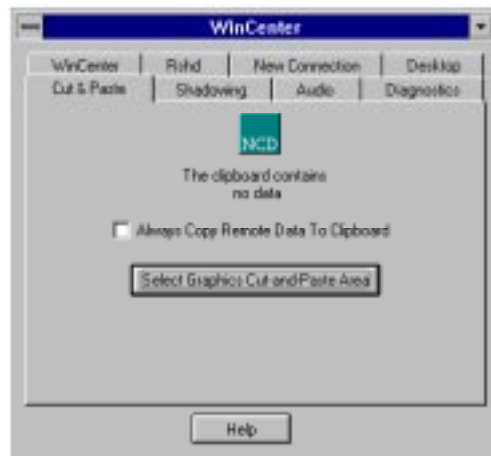 WinCenter
WinCenter Rshd New Connection Desktop
Cut & Paste Shadowing Audio Diagnostics
NCD
The clipboard contains
no data
Always Copy Remote Data To Clipboard
Select Graphics Cut-and-Paste Area
Help